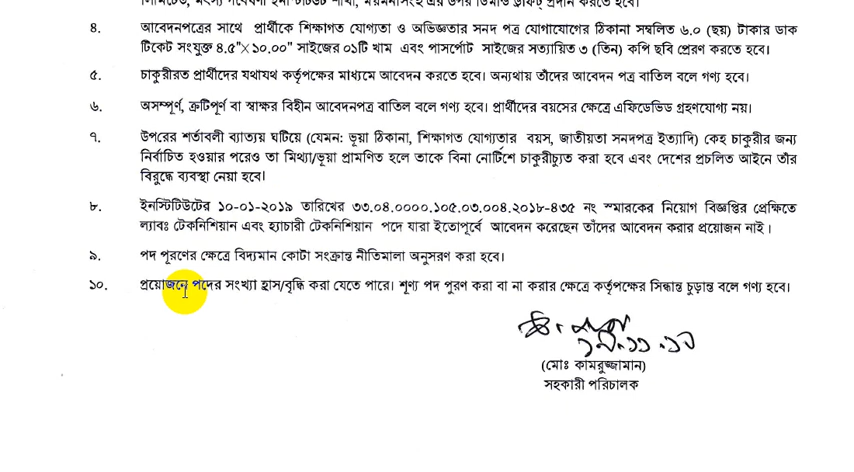 ৪. আবেদনপত্রের সাথে প্রার্থীকে শিক্ষাগত যোগ্যতা ও অভিজ্ঞতার সনদ পত্র যোগাযোগের ঠিকানা সম্বলিত ৬.০ (ছয়) টাকার ডাক
টিকেট সংযুক্ত ৪.৫"×১০.০০" সাইজের ০১টি খাম এবং পাসপোর্ট সাইজের সত্যায়িত ৩ (তিন) কপি ছবি প্রেরণ করতে হবে।
৫. চাকুরীরত প্রার্থীদের যথাযথ কর্তৃপক্ষের মাধ্যমে আবেদন করতে হবে। অন্যথায় তাঁদের আবেদন পত্র বাতিল বলে গণ্য হবে।
৬. অসম্পূর্ণ, ত্রুটিপূর্ণ বা স্বাক্ষর বিহীন আবেদনপত্র বাতিল বলে গণ্য হবে। প্রার্থীদের বয়সের ক্ষেত্রে এফিডেভিড গ্রহণযোগ্য নয়।
৭. উপরের শর্তাবলী ব্যাত্যয় ঘটিয়ে (যেমন: ভূয়া ঠিকানা, শিক্ষাগত যোগ্যতার বয়স, জাতীয়তা সনদপত্র ইত্যাদি) কেহ চাকুরীর জন্য
নির্বাচিত হওয়ার পরেও তা মিথ্যা/ভূয়া প্রমাণিত হলে তাকে বিনা নোটিশে চাকুরীচ্যুত করা হবে এবং দেশের প্রচলিত আইনে তাঁর
বিরুদ্ধে ব্যবস্থা নেয়া হবে।
৮. ইনস্টিটিউটের ১০-০১-২০১৯ তারিখের ৩৩.০৪.০০০০.১০৫.০৩.০০৪.২০১৮-৪৩৫ নং স্মারকের নিয়োগ বিজ্ঞপ্তির প্রেক্ষিতে
ল্যাবঃ টেকনিশিয়ান এবং হ্যাচারী টেকনিশিয়ান পদে যারা ইতোপূর্বে আবেদন করেছেন তাঁদের আবেদন করার প্রয়োজন নাই।
৯. পদ পূরণের ক্ষেত্রে বিদ্যমান কোটা সংক্রান্ত নীতিমালা অনুসরণ করা হবে।
১০. প্রয়োজনে পদের সংখ্যা হ্রাস/বৃদ্ধি করা যেতে পারে। শূণ্য পদ পুরণ করা বা না করার ক্ষেত্রে কর্তৃপক্ষের সিদ্ধান্ত চুড়ান্ত বলে গণ্য হবে।
(মোঃ কামরুজ্জামান)
সহকারী পরিচালক